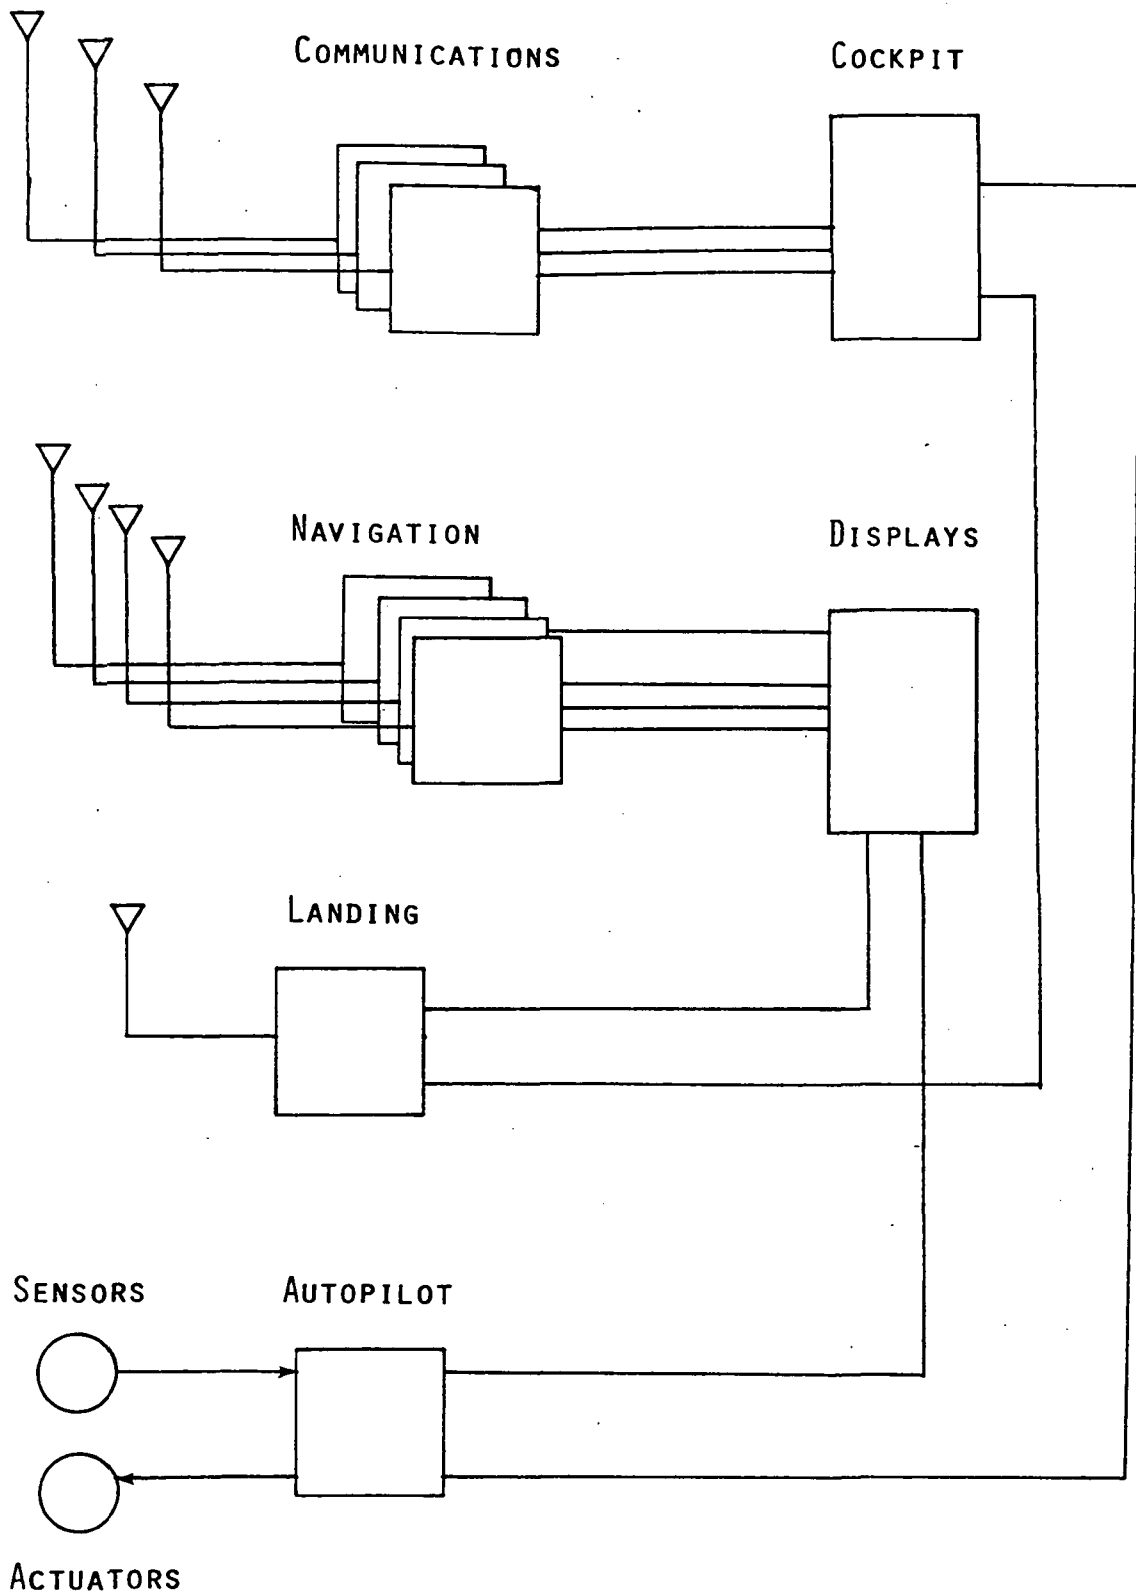 COMMUNICATIONS
COCKPIT
NAVIGATION
DISPLAYS
LANDING
SENSORS
AUTOPILOT
ACTUATORS